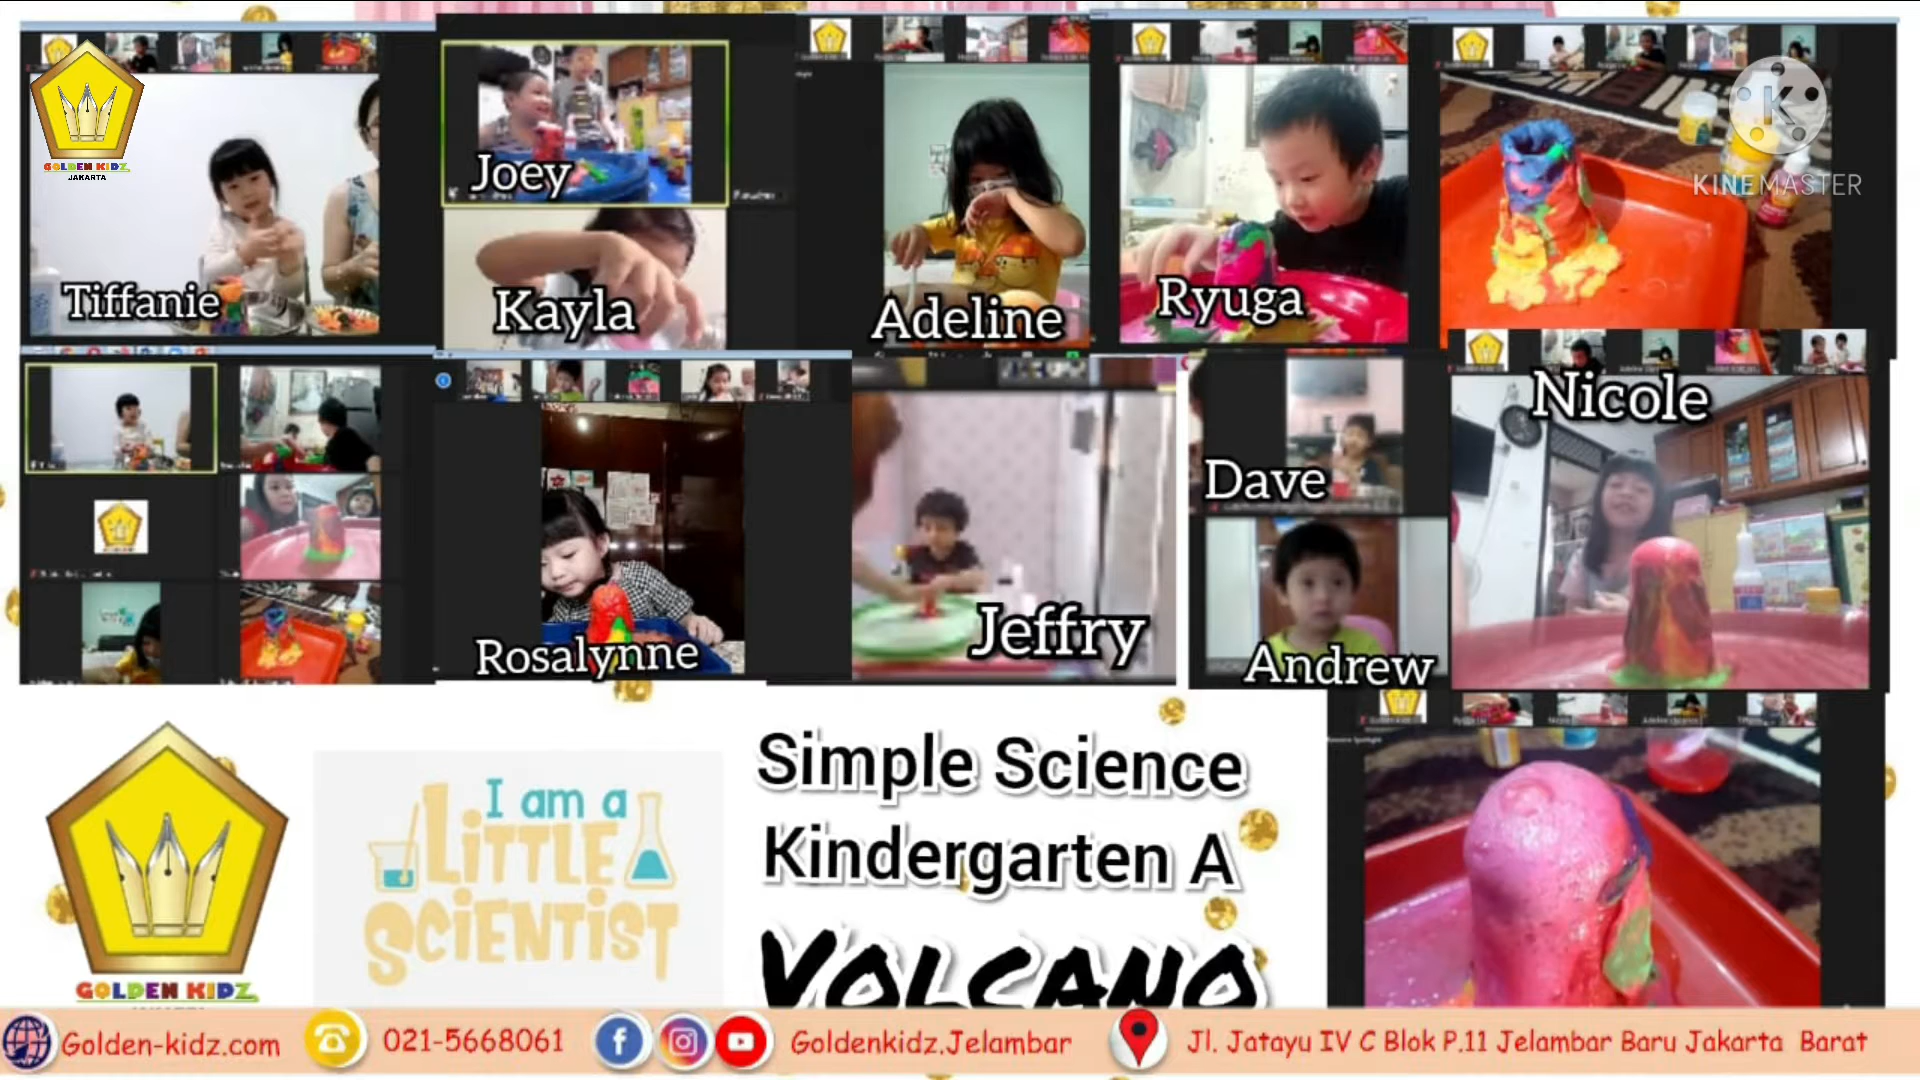 GOLDEN KIDZ
JAKARTA
Tiffanie
Joey
Kayla
Adeline
Ryuga
KINEMASTER
Rosalynne
Jeffry
Dave
Andrew
Nicole
GOLDEN KIDZ
I am a
LiTTLE
SCiENTiST
Simple Science
Kindergarten A
VOLCANO
Golden-kidz.com
021-5668061
Goldenkidz.Jelambar
Jl. Jatayu IV C Blok P.11 Jelambar Baru Jakarta Barat